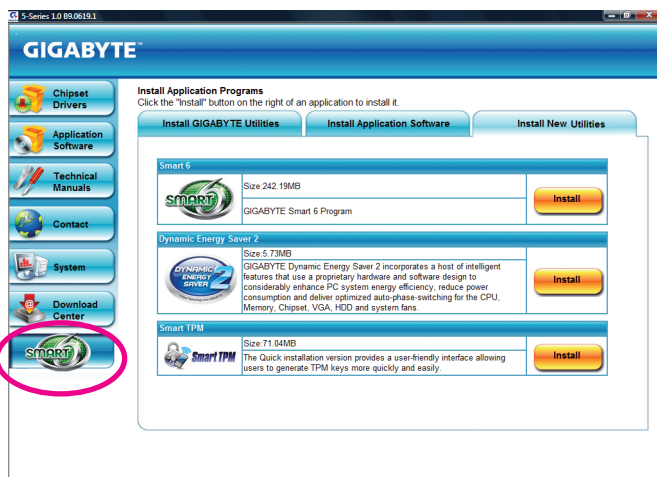 5-Series 1.0 B9.0619.1
GIGABYTE™
Chipset
Drivers
Application
Software
Technical
Manuals
Contact
System
Download
Center
SMART6
Install Application Programs
Click the "Install" button on the right of an application to install it.
Install GIGABYTE Utilities
Install Application Software
Install New Utilities
Smart 6
SMART6
Size:242.19MB
GIGABYTE Smart 6 Program
Install
Dynamic Energy Saver 2
DYNAMIC
ENERGY
SAVER
2
Size:5.73MB
GIGABYTE Dynamic Energy Saver 2 incorporates a host of intelligent
features that use a proprietary hardware and software design to
considerably enhance PC system energy efficiency, reduce power
consumption and deliver optimized auto-phase-switching for the CPU,
Memory, Chipset, VGA, HDD and system fans.
Install
Smart TPM
Smart TPM
Size:71.04MB
The Quick installation version provides a user-friendly interface allowing
users to generate TPM keys more quickly and easily.
Install